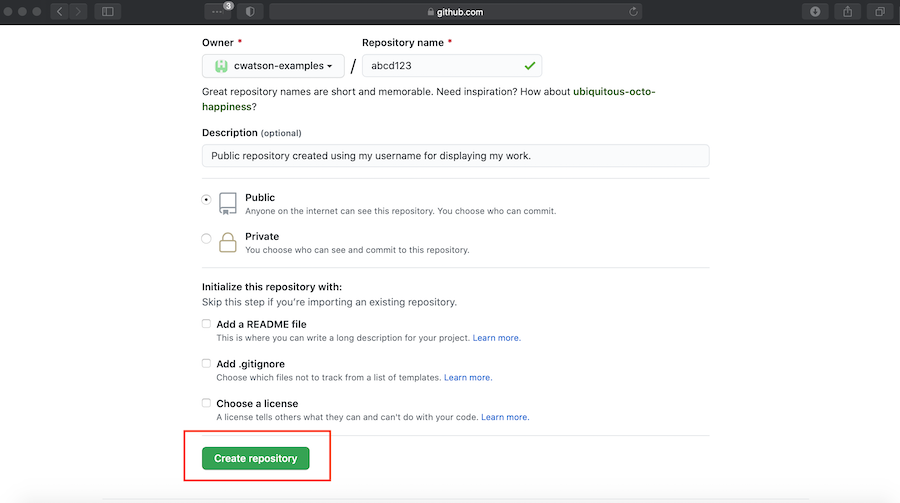 3
github.com
Owner *
Repository name *
cwatson-examples
/
abcd123
Great repository names are short and memorable. Need inspiration? How about ubiquitous-octo-
happiness?
Description (optional)
Public repository created using my username for displaying my work.
Public
Anyone on the internet can see this repository. You choose who can commit.
Private
You choose who can see and commit to this repository.
Initialize this repository with:
Skip this step if you're importing an existing repository.
Add a README file
This is where you can write a long description for your project. Learn more.
Add .gitignore
Choose which files not to track from a list of templates. Learn more.
Choose a license
A license tells others what they can and can't do with your code. Learn more.
Create repository